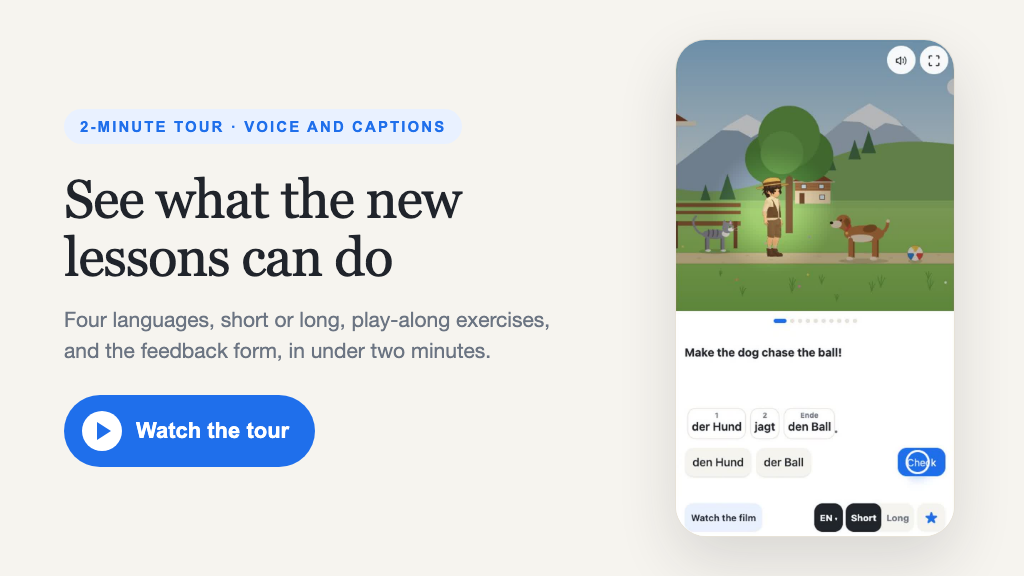 2-MINUTE TOUR · VOICE AND CAPTIONS
See what the new
lessons can do
Four languages, short or long, play-along exercises,
and the feedback form, in under two minutes.
Watch the tour
Make the dog chase the ball!
1 2 Ende
der Hund jagt den Ball .
den Hund der Ball Check
Watch the film EN Short Long